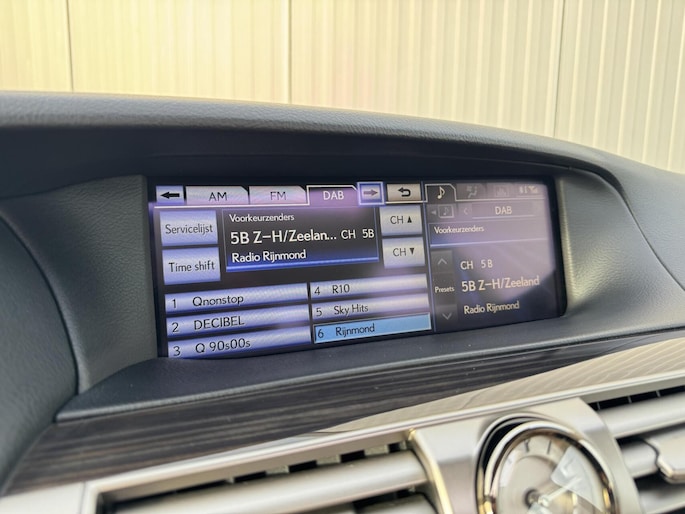 AM FM DAB
DAB
Servicelijst
Time shift
Voorkeurzenders
5B Z-H/Zeelan... CH 5B
Radio Rijnmond
CH ▲
CH ▼
1 Qnonstop
2 DECIBEL
3 Q 90s00s
4 R10
5 Sky Hits
6 Rijnmond
Voorkeurzenders
Presets
CH 5B
5B Z-H/Zeeland
Radio Rijnmond